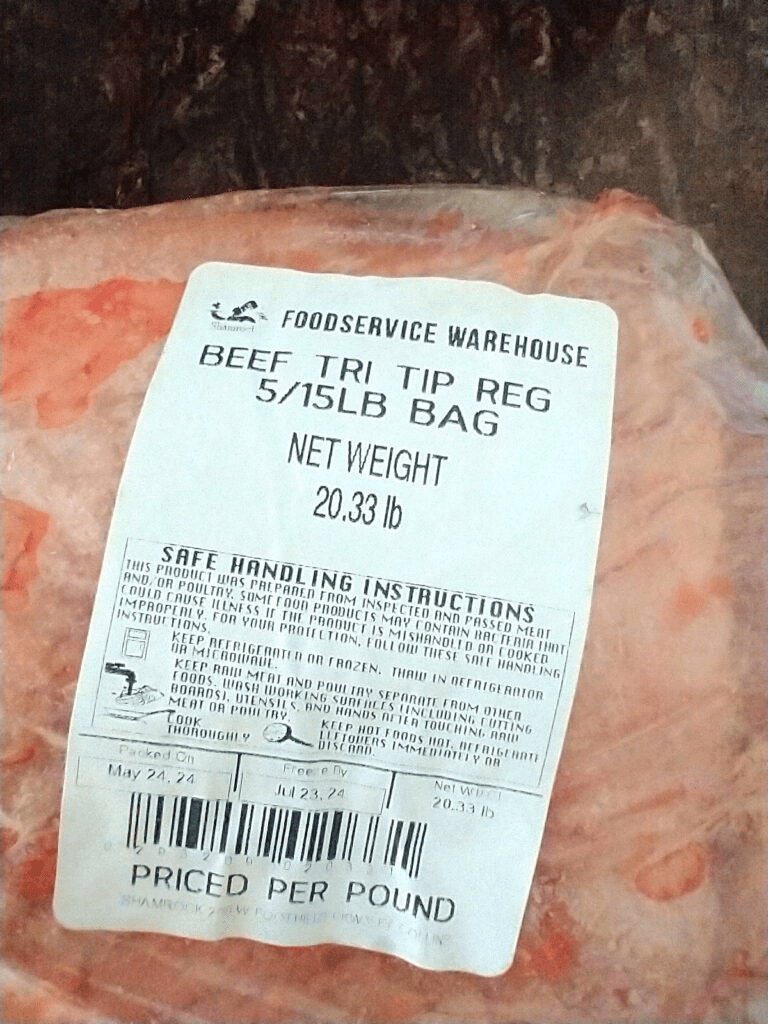 Shamrock
FOODSERVICE WAREHOUSE
BEEF TRI TIP REG
5/15LB BAG
NET WEIGHT
20.33 lb
SAFE HANDLING INSTRUCTIONS
THIS PRODUCT WAS PREPARED FROM INSPECTED AND PASSED MEAT
AND/OR POULTRY. SOME FOOD PRODUCTS MAY CONTAIN BACTERIA THAT
COULD CAUSE ILLNESS IF THE PRODUCT IS MISHANDLED OR COOKED
IMPROPERLY. FOR YOUR PROTECTION, FOLLOW THESE SAFE HANDLING
INSTRUCTIONS.
KEEP REFRIGERATED OR FROZEN. THAW IN REFRIGERATOR
OR MICROWAVE.
KEEP RAW MEAT AND POULTRY SEPARATE FROM OTHER
FOODS. WASH WORKING SURFACES (INCLUDING CUTTING
BOARDS), UTENSILS, AND HANDS AFTER TOUCHING RAW
MEAT OR POULTRY.
COOK
THOROUGHLY
KEEP HOT FOODS HOT. REFRIGERATE
LEFTOVERS IMMEDIATELY OR
DISCARD.
Packed On
May 24, 24
Freeze By
Jul 23, 24
Net
20.33 lb
PRICED PER POUND
SHAMROCK